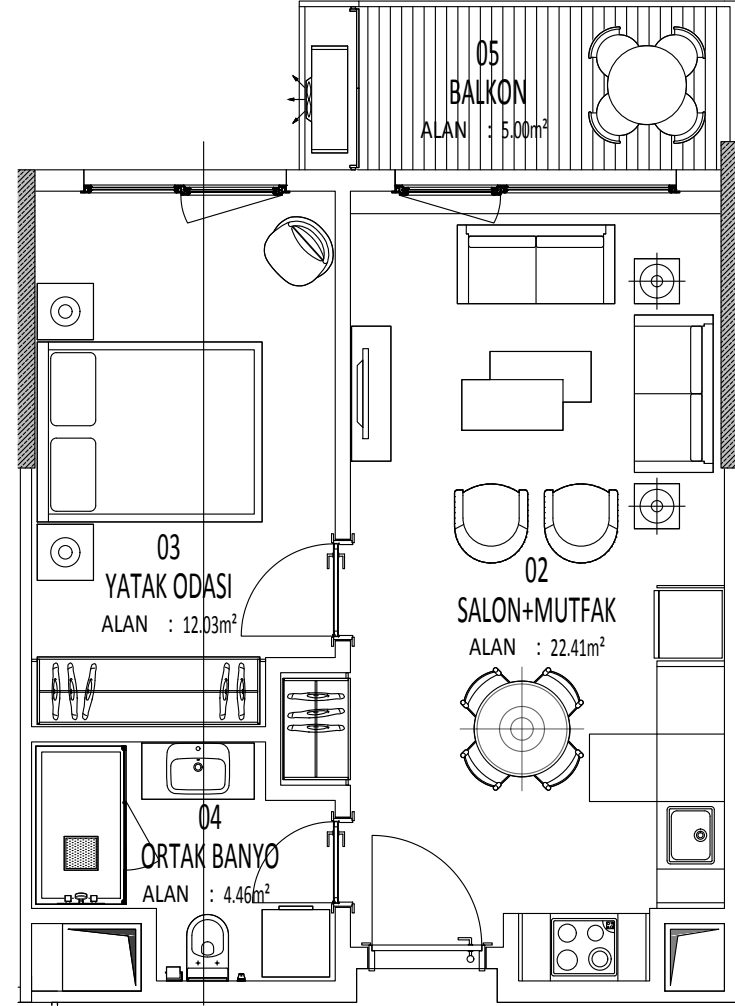 05
BALKON
ALAN : 5.00m²
03
YATAK ODASI
ALAN : 12.03m²
02
SALON+MUTFAK
ALAN : 22.41m²
04
ORTAK BANYO
ALAN : 4.46m²